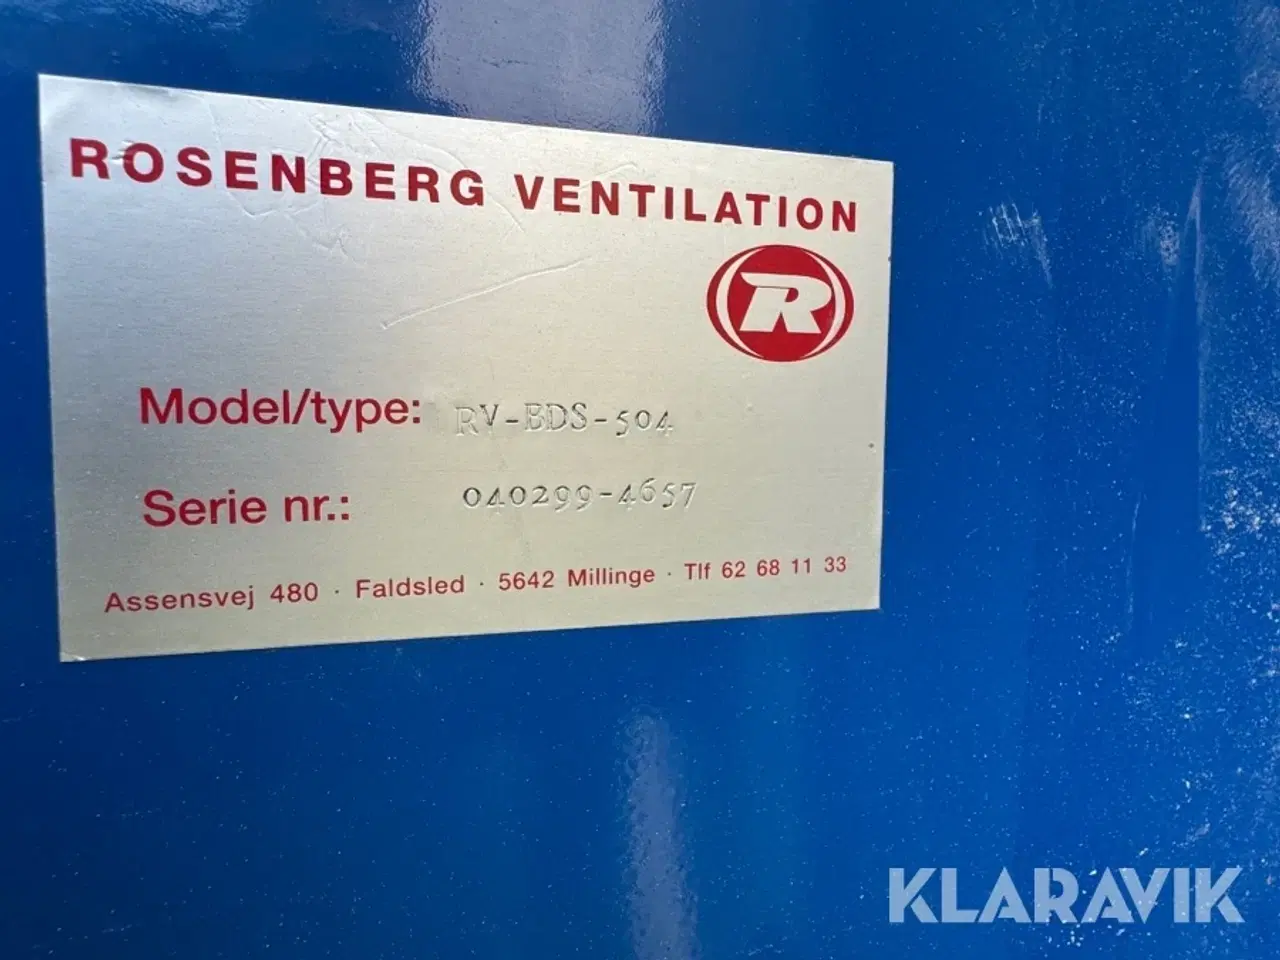 ROSENBERG VENTILATION
R
Model/type: RV-BDS-504
Serie nr.: 040299-4657
Assensvej 480 · Faldsled · 5642 Millinge · Tlf 62 68 11 33
KLARAVIK